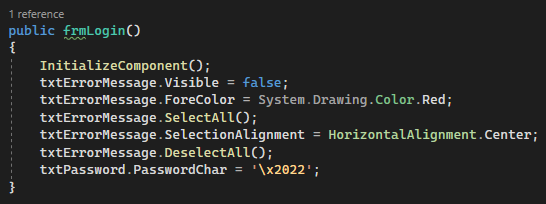 1 reference
public frmLogin()
{
    InitializeComponent();
    txtErrorMessage.Visible = false;
    txtErrorMessage.ForeColor = System.Drawing.Color.Red;
    txtErrorMessage.SelectAll();
    txtErrorMessage.SelectionAlignment = HorizontalAlignment.Center;
    txtErrorMessage.DeselectAll();
    txtPassword.PasswordChar = '\x2022';
}